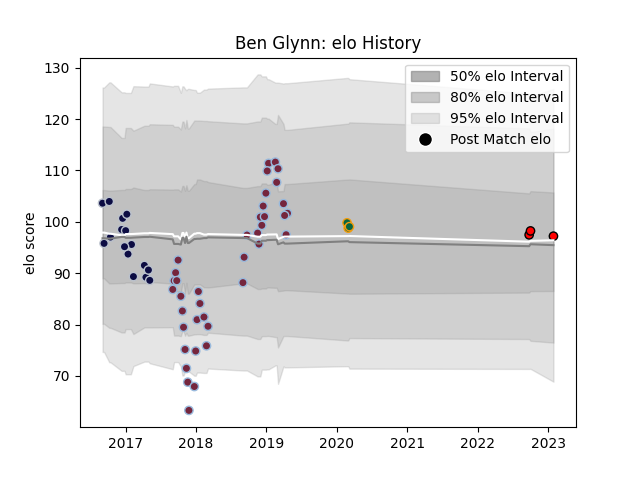 Ben Glynn: elo History
130
120
110
100
90
80
70
elo score
50% elo Interval
80% elo Interval
95% elo Interval
Post Match elo
2017 2018 2019 2020 2021 2022 2023